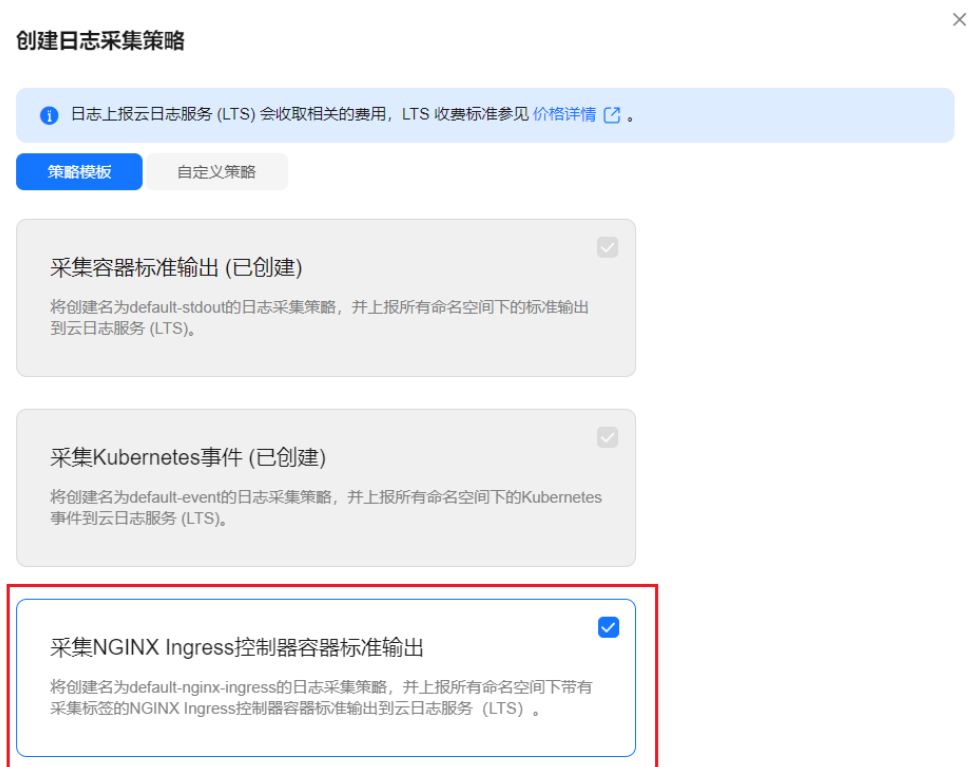 创建日志采集策略
日志上报云日志服务 (LTS) 会收取相关的费用，LTS 收费标准参见 价格详情 。
策略模板 自定义策略
采集容器标准输出 (已创建)
将创建名为default-stdout的日志采集策略，并上报所有命名空间下的标准输出
到云日志服务 (LTS)。
采集Kubernetes事件 (已创建)
将创建名为default-event的日志采集策略，并上报所有命名空间下的Kubernetes
事件到云日志服务 (LTS)。
采集NGINX Ingress控制器容器标准输出
将创建名为default-nginx-ingress的日志采集策略，并上报所有命名空间下带有
采集标签的NGINX Ingress控制器容器标准输出到云日志服务（LTS）。